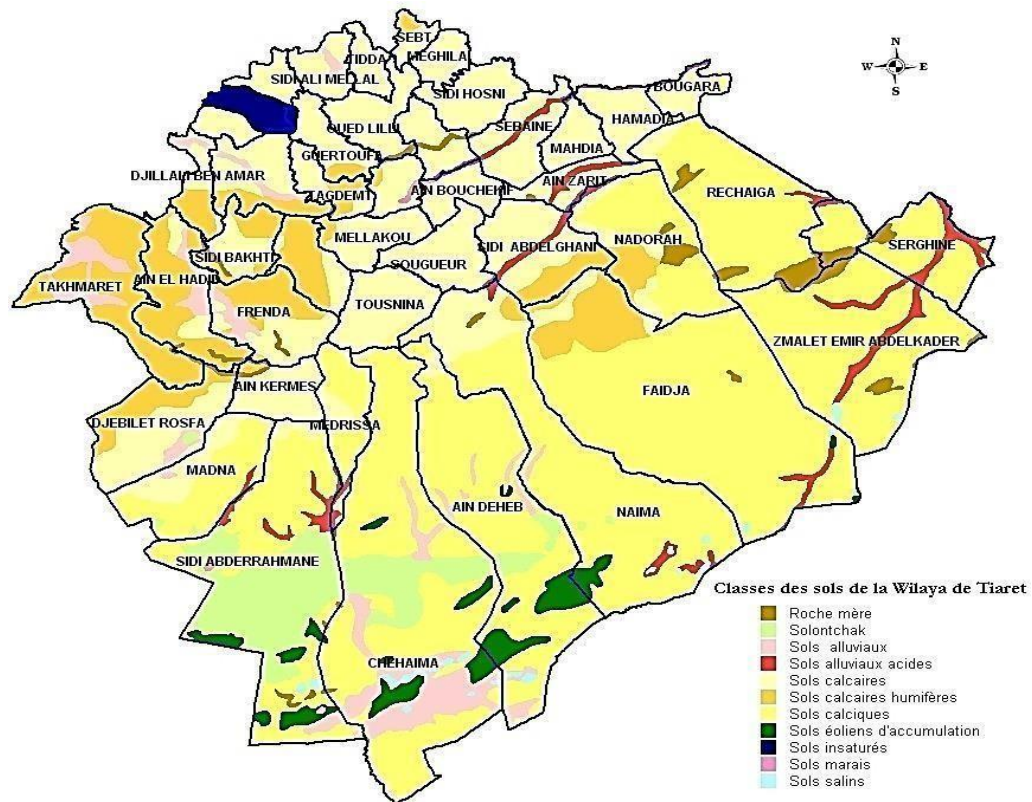 SEBT
MEGHILA
TIDDA
SIDI ALI MELLAL
SIDI HOSNI
BOUGARA
HAMADIA
OUED LILLI
SEBAINE
MAHDIA
GUERTOUFA
DJILLALI BEN AMAR
TAGDEMT
AIN BOUCHEKIF
AIN ZARIT
RECHAIGA
MELLAKOU
SIDI ABDELGHANI
NADORAH
SERGHINE
SIDI BAKHTI
SOUGUEUR
TAKHMARET
AIN EL HADID
FRENDA
TOUSNINA
ZMALET EMIR ABDELKADER
AIN KERMES
FAIDJA
DJEBILET ROSFA
MEDRISSA
MADNA
AIN DEHEB
NAIMA
SIDI ABDERRAHMANE
CHEHAIMA
N
W E
S
Classes des sols de la Wilaya de Tiaret
Roche mère
Solontchak
Sols alluviaux
Sols alluviaux acides
Sols calcaires
Sols calcaires humifères
Sols calciques
Sols éoliens d'accumulation
Sols insaturés
Sols marais
Sols salins